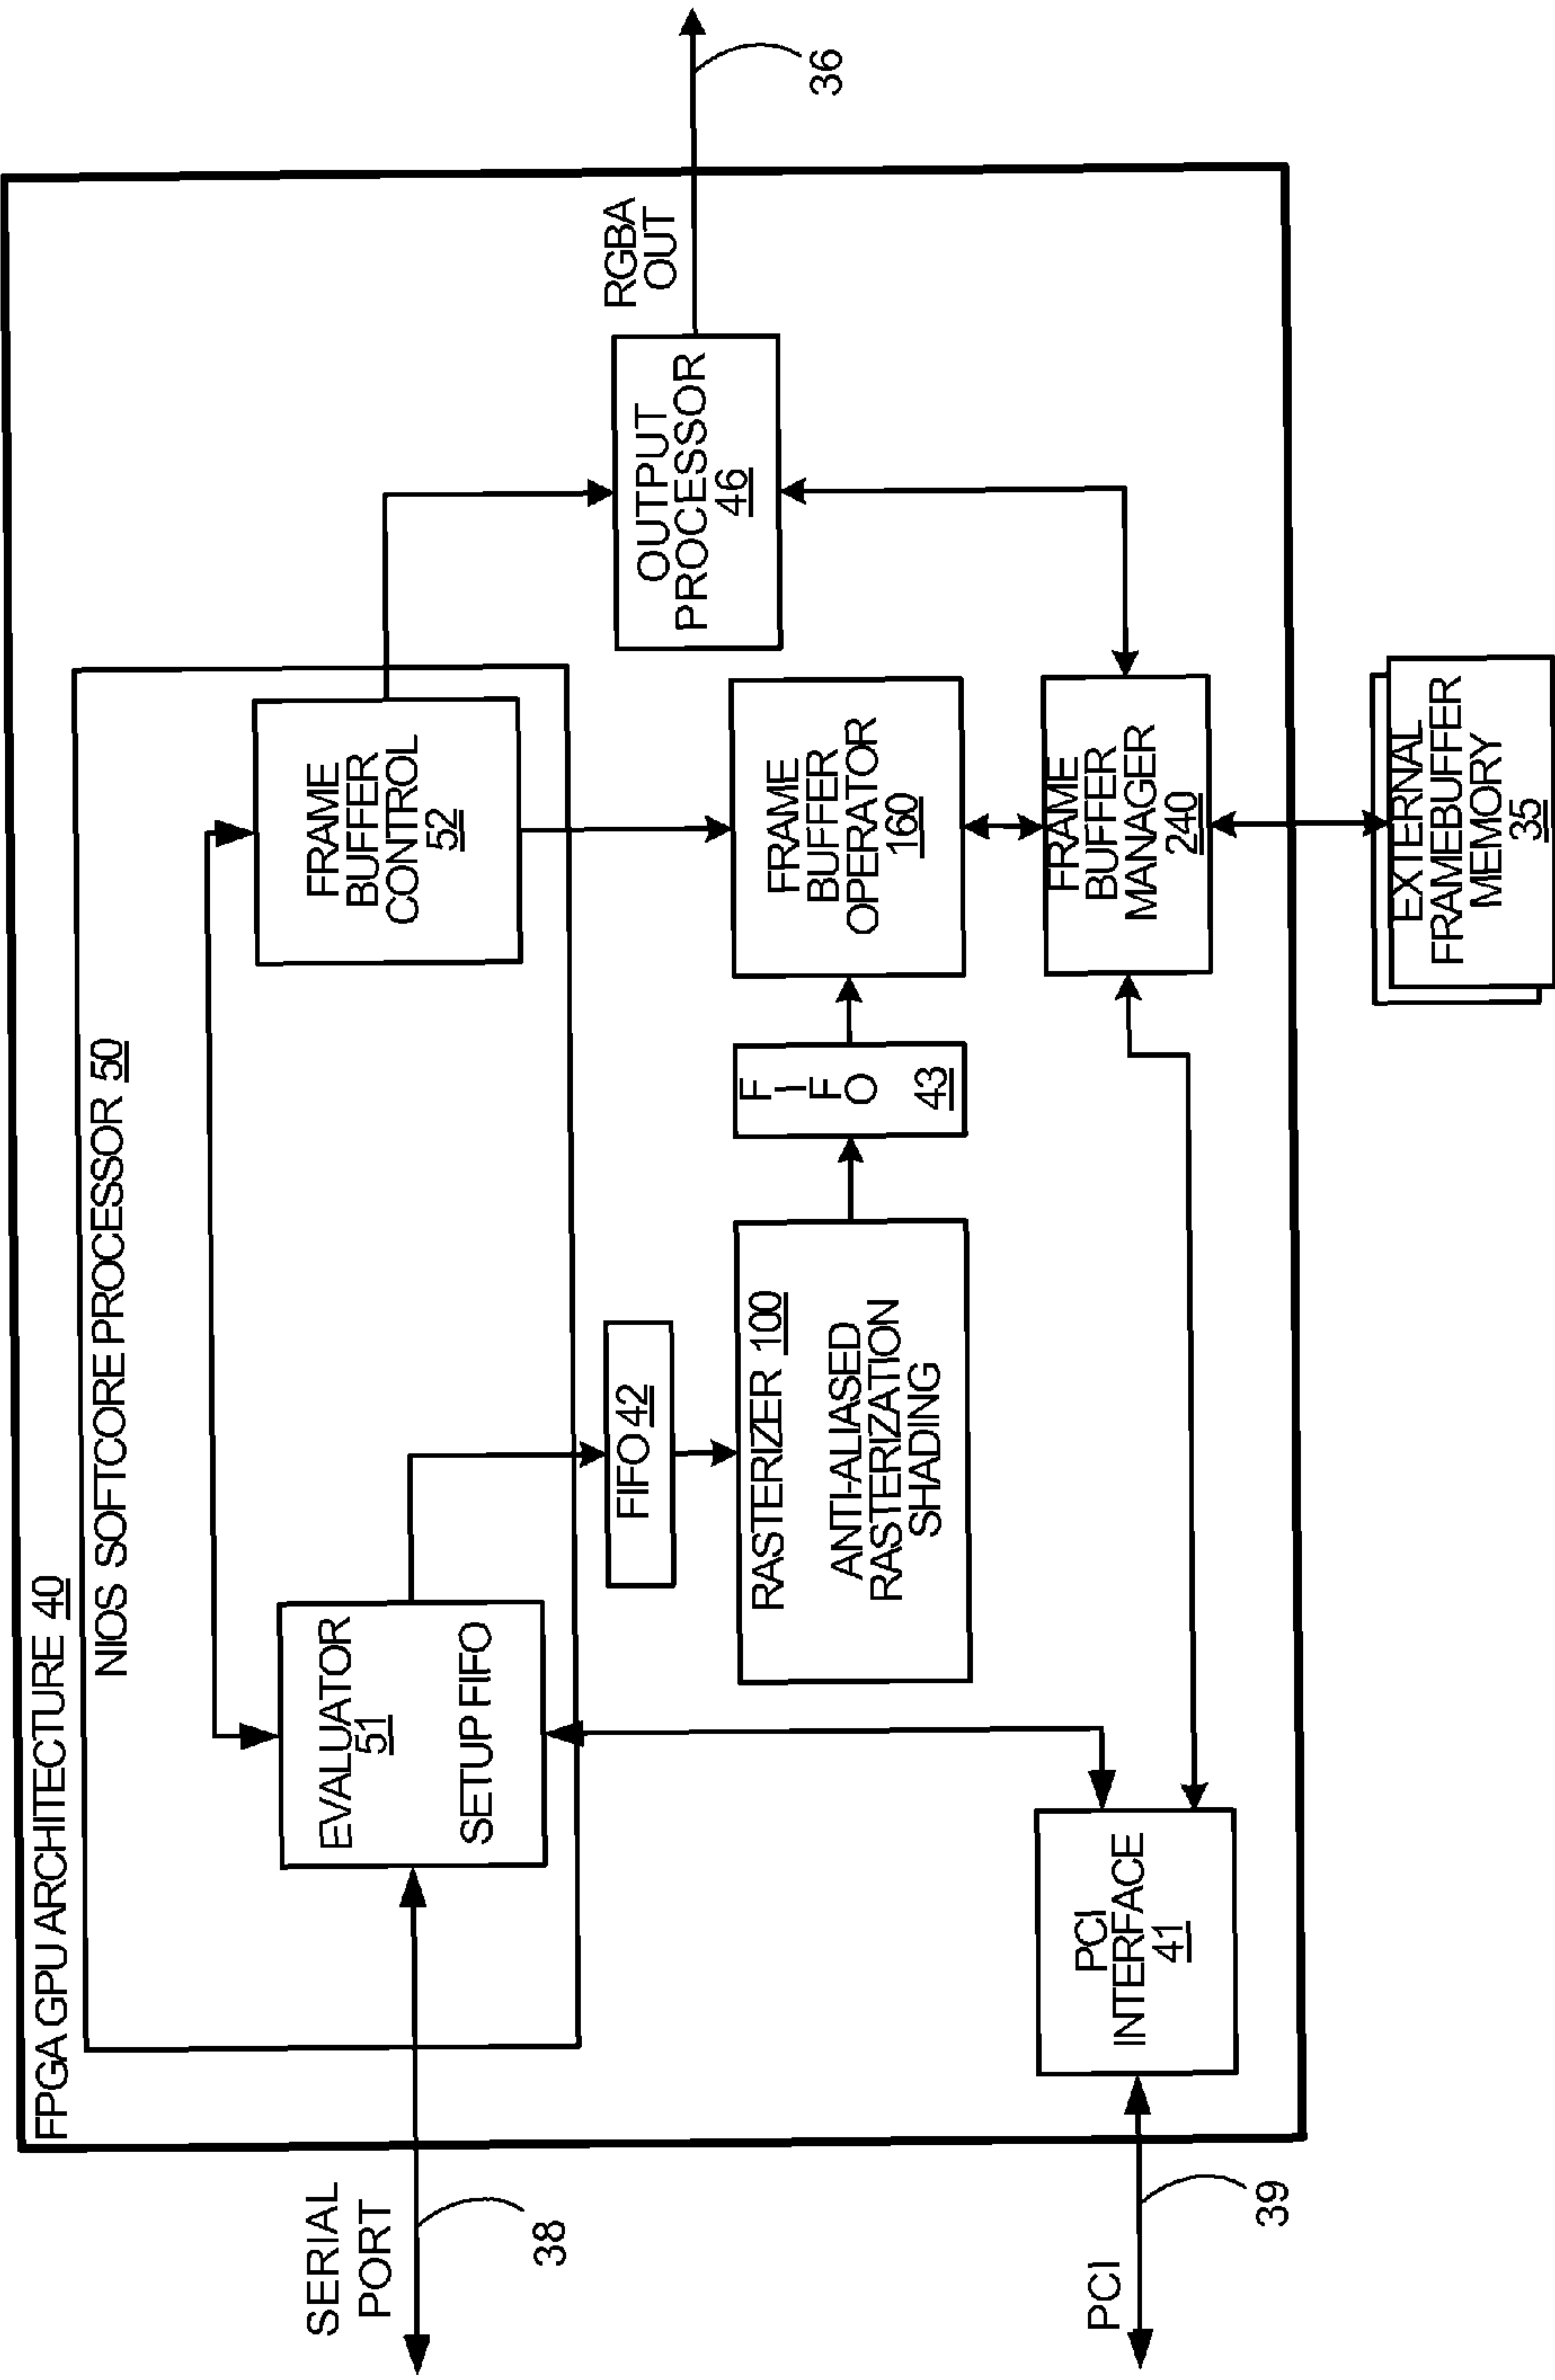 FPGA GPU ARCHITECTURE 40
NIOS SOFTCORE PROCESSOR 50
SERIAL
PORT
38
EVALUATOR
51
SETUP FIFO
FRAME
BUFFER
CONTROL
52
FIFO 42
RASTERIZER 100
ANTI-ALIASED
RASTERIZATION
SHADING
F
I
F
O
43
FRAME
BUFFER
OPERATOR
160
OUTPUT
PROCESSOR
46
RGBA
OUT
36
PCI
39
PCI
INTERFACE
41
FRAME
BUFFER
MANAGER
240
EXTERNAL
FRAMEBUFFER
MEMORY
35